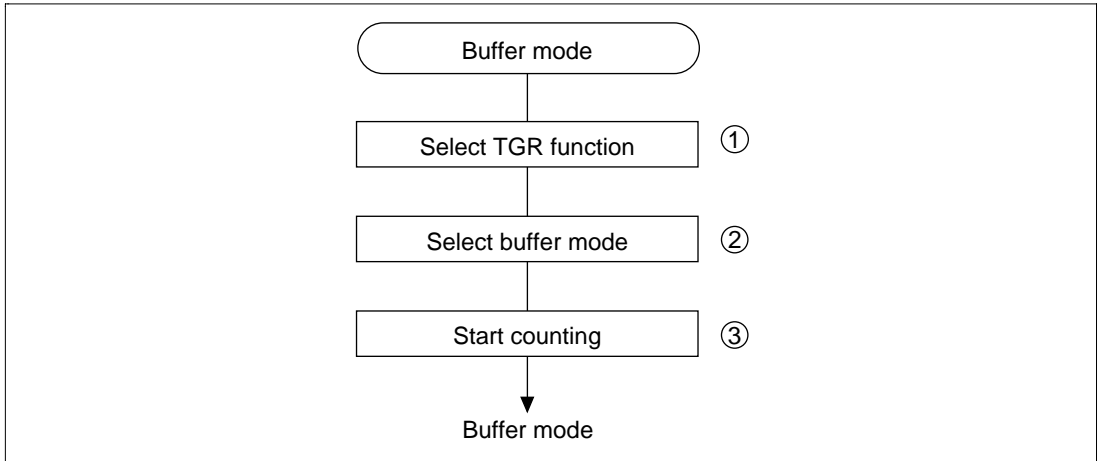 Buffer mode
Select TGR function ①
Select buffer mode ②
Start counting ③
Buffer mode